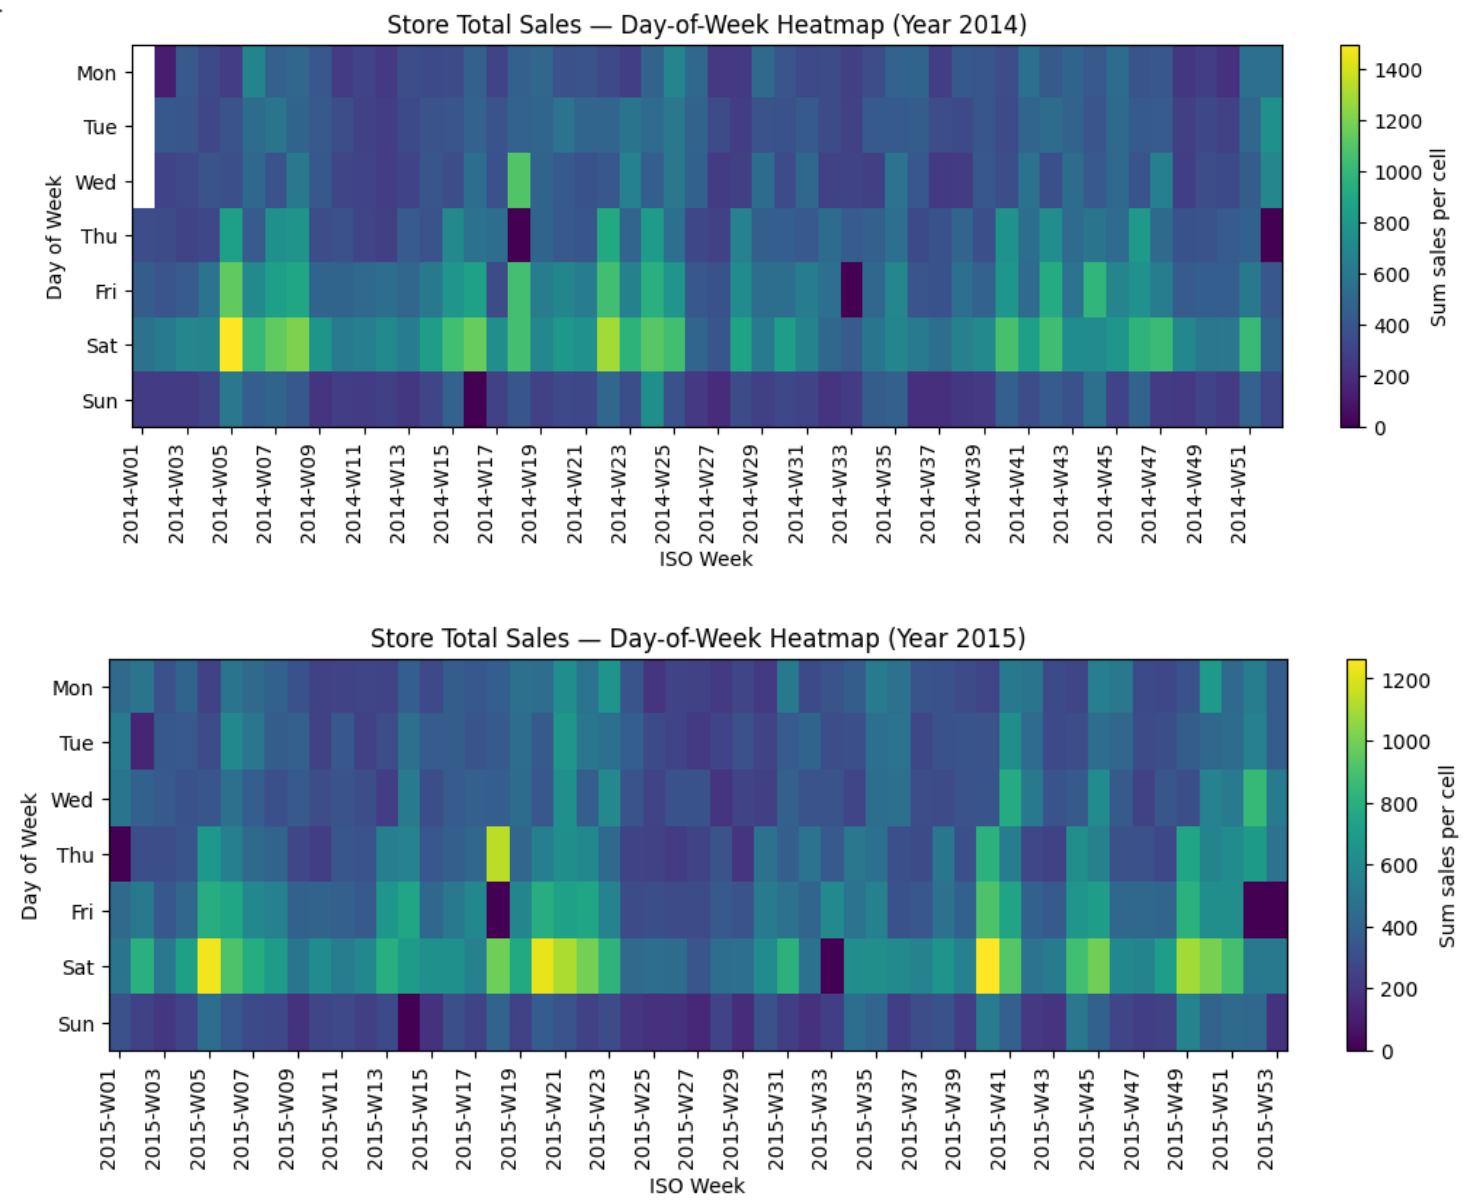 Store Total Sales — Day-of-Week Heatmap (Year 2014)
Mon
Tue
Wed
Thu
Fri
Sat
Sun
Day of Week
2014-W01
2014-W03
2014-W05
2014-W07
2014-W09
2014-W11
2014-W13
2014-W15
2014-W17
2014-W19
2014-W21
2014-W23
2014-W25
2014-W27
2014-W29
2014-W31
2014-W33
2014-W35
2014-W37
2014-W39
2014-W41
2014-W43
2014-W45
2014-W47
2014-W49
2014-W51
ISO Week
1400
1200
1000
800
600
400
200
0
Sum sales per cell
Store Total Sales — Day-of-Week Heatmap (Year 2015)
Mon
Tue
Wed
Thu
Fri
Sat
Sun
Day of Week
2015-W01
2015-W03
2015-W05
2015-W07
2015-W09
2015-W11
2015-W13
2015-W15
2015-W17
2015-W19
2015-W21
2015-W23
2015-W25
2015-W27
2015-W29
2015-W31
2015-W33
2015-W35
2015-W37
2015-W39
2015-W41
2015-W43
2015-W45
2015-W47
2015-W49
2015-W51
2015-W53
ISO Week
1200
1000
800
600
400
200
0
Sum sales per cell